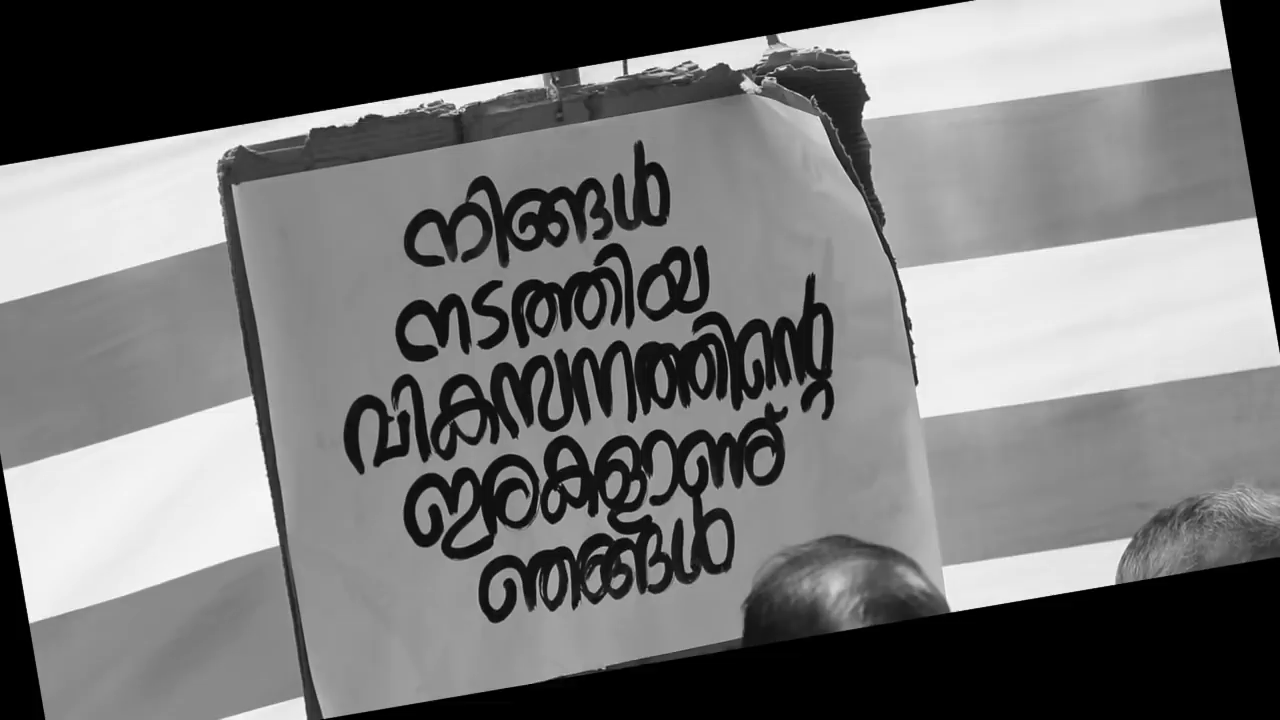 നിങ്ങൾ
നടത്തിയ
വികസനത്തിന്റെ
ഇരകളാണു്
ഞങ്ങൾ